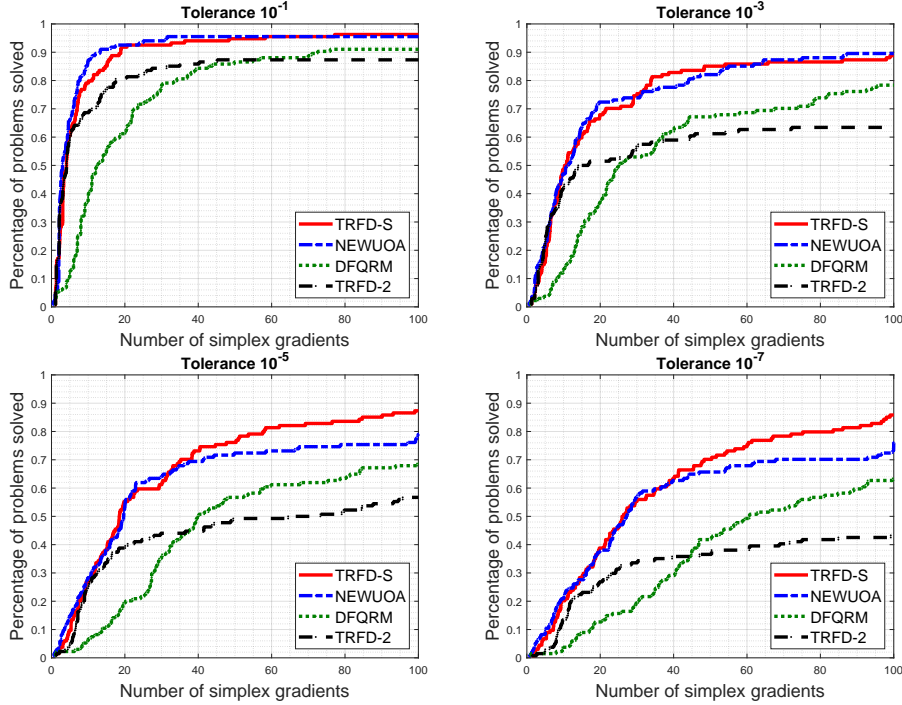 Tolerance 10^-1
Percentage of problems solved
1
0.9
0.8
0.7
0.6
0.5
0.4
0.3
0.2
0.1
0
0 20 40 60 80 100
Number of simplex gradients
TRFD-S
NEWUOA
DFQRM
TRFD-2
Tolerance 10^-3
Percentage of problems solved
1
0.9
0.8
0.7
0.6
0.5
0.4
0.3
0.2
0.1
0
0 20 40 60 80 100
Number of simplex gradients
TRFD-S
NEWUOA
DFQRM
TRFD-2
Tolerance 10^-5
Percentage of problems solved
1
0.9
0.8
0.7
0.6
0.5
0.4
0.3
0.2
0.1
0
0 20 40 60 80 100
Number of simplex gradients
TRFD-S
NEWUOA
DFQRM
TRFD-2
Tolerance 10^-7
Percentage of problems solved
1
0.9
0.8
0.7
0.6
0.5
0.4
0.3
0.2
0.1
0
0 20 40 60 80 100
Number of simplex gradients
TRFD-S
NEWUOA
DFQRM
TRFD-2